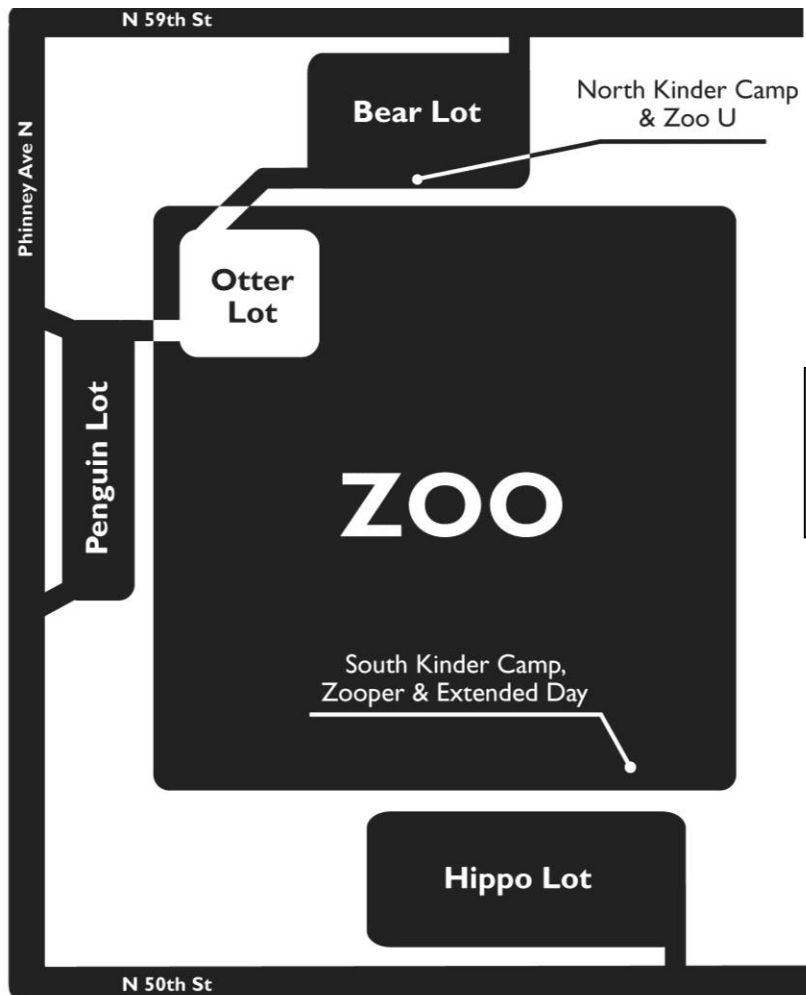 N 59th St
Bear Lot
North Kinder Camp
& Zoo U
Phinney Ave N
Otter
Lot
Penguin Lot
ZOO
South Kinder Camp,
Zooper & Extended Day
Hippo Lot
N 50th St